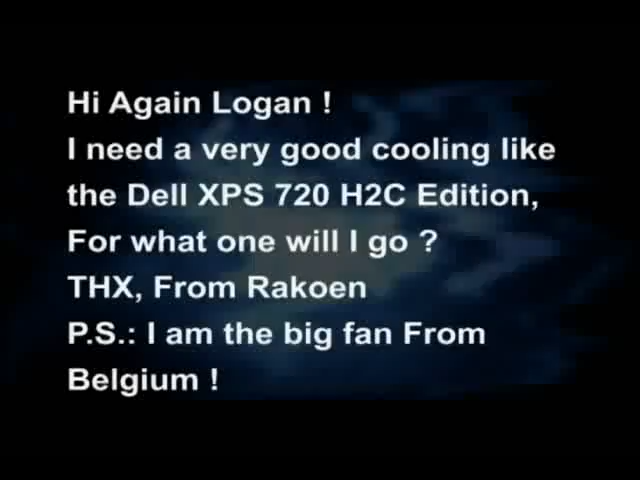 Hi Again Logan !
I need a very good cooling like
the Dell XPS 720 H2C Edition,
For what one will I go ?
THX, From Rakoen
P.S.: I am the big fan From
Belgium !